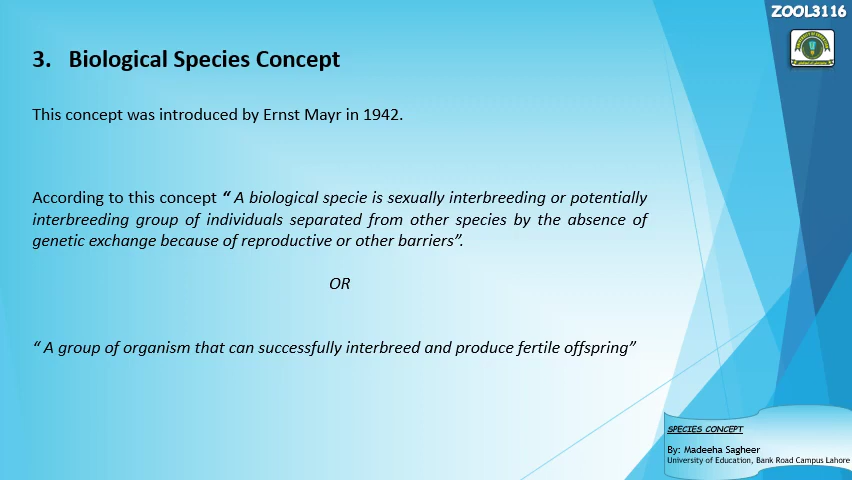 ZOOL3116
3. Biological Species Concept
This concept was introduced by Ernst Mayr in 1942.
According to this concept “ A biological specie is sexually interbreeding or potentially
interbreeding group of individuals separated from other species by the absence of
genetic exchange because of reproductive or other barriers”.
OR
“ A group of organism that can successfully interbreed and produce fertile offspring”
SPECIES CONCEPT
By: Madeeha Sagheer
University of Education, Bank Road Campus Lahore